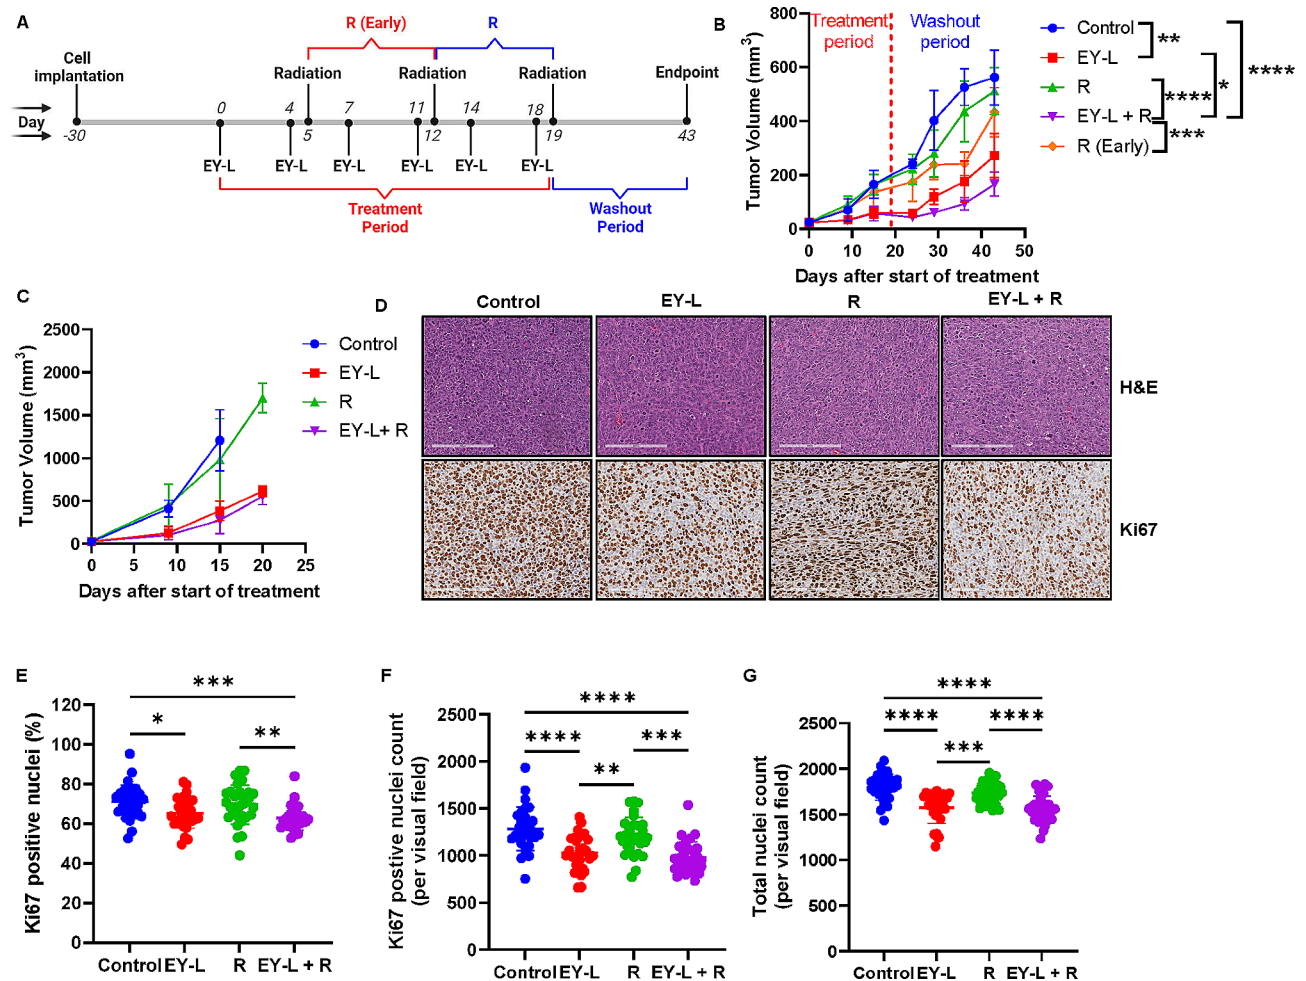 A
R (Early)
R
Cell
implantation
Radiation
Radiation
Radiation
Endpoint
Day
0
4
7
11
14
18
-30
5
12
19
43
EY-L
EY-L
EY-L
EY-L
EY-L
EY-L
Treatment
Period
Washout
Period
B
Tumor Volume (mm3)
800
600
400
200
0
Treatment
period
Washout
period
0
10
20
30
40
50
Days after start of treatment
Control
EY-L
R
EY-L + R
R (Early)
**
****
*
****
***
C
Tumor Volume (mm3)
2500
2000
1500
1000
500
0
0
5
10
15
20
25
Days after start of treatment
Control
EY-L
R
EY-L+ R
D
Control
EY-L
R
EY-L + R
H&E
Ki67
E
Ki67 positive nuclei (%)
120
100
80
60
40
20
0
***
*
**
Control
EY-L
R
EY-L + R
F
Ki67 postive nuclei count
(per visual field)
2500
2000
1500
1000
500
0
****
****
***
**
Control
EY-L
R
EY-L + R
G
Total nuclei count
(per visual field)
2500
2000
1500
1000
500
0
****
****
****
***
Control
EY-L
R
EY-L + R